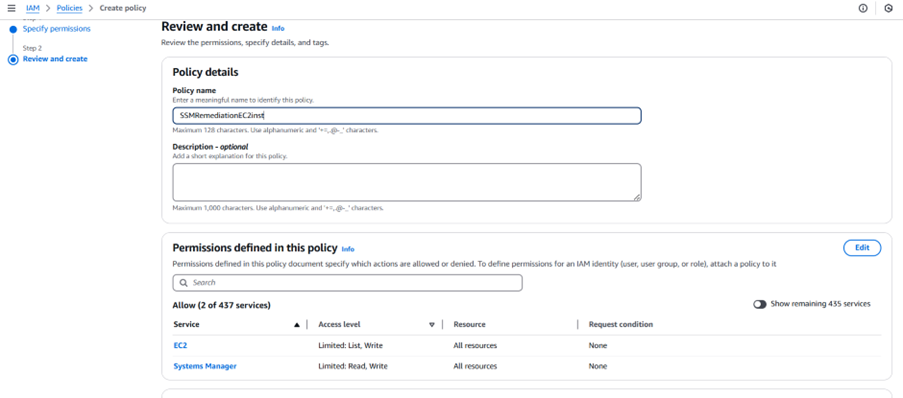 IAM > Policies > Create policy
Specify permissions
Step 2
Review and create
Review and create Info
Review the permissions, specify details, and tags.
Policy details
Policy name
Enter a meaningful name to identify this policy.
SSMRemediationEC2inst
Maximum 128 characters. Use alphanumeric and '+=,.@-_' characters.
Description - optional
Add a short explanation for this policy.
Maximum 1,000 characters. Use alphanumeric and '+=,.@-_' characters.
Permissions defined in this policy Info
Edit
Permissions defined in this policy document specify which actions are allowed or denied. To define permissions for an IAM identity (user, user group, or role), attach a policy to it
Search
Allow (2 of 437 services)
Show remaining 435 services
Service Access level Resource Request condition
EC2 Limited: List, Write All resources None
Systems Manager Limited: Read, Write All resources None